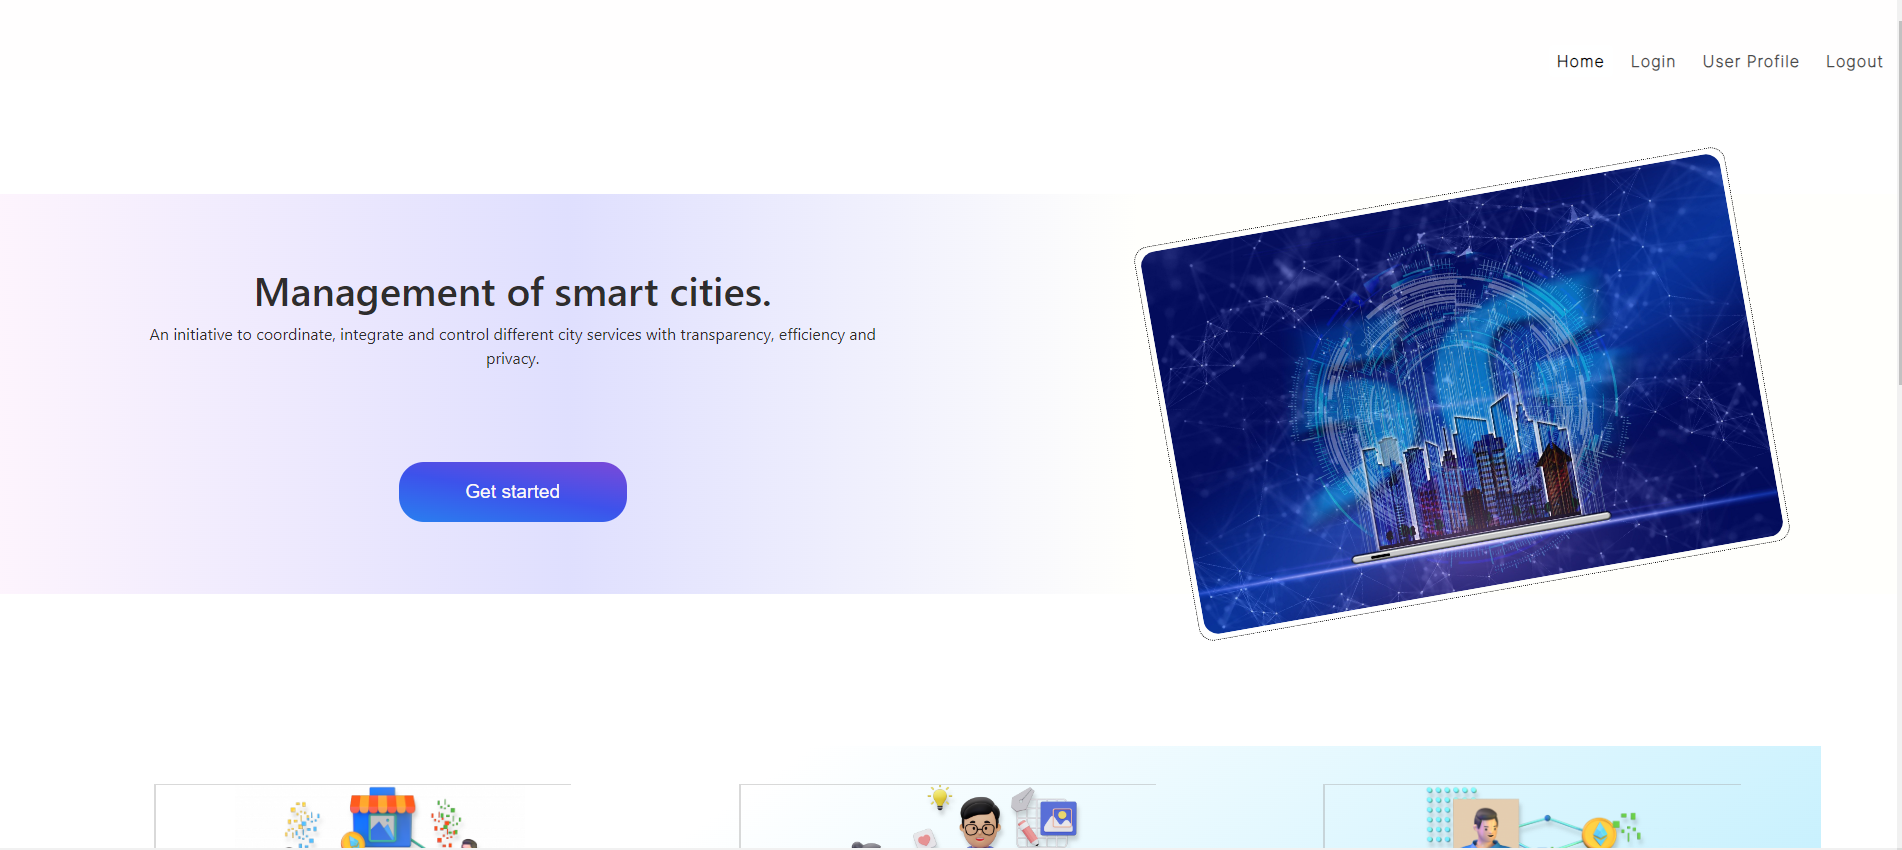 Home Login User Profile Logout
Management of smart cities.
An initiative to coordinate, integrate and control different city services with transparency, efficiency and
privacy.
Get started